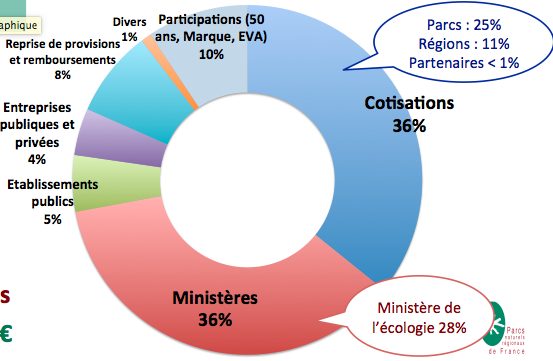 aphique
Divers
1%
Participations (50
ans, Marque, EVA)
10%
Parcs : 25%
Régions : 11%
Partenaires < 1%
Reprise de provisions
et remboursements
8%
Cotisations
36%
Entreprises
publiques et
privées
4%
Etablissements
publics
5%
Ministères
36%
Ministère de
l'écologie 28%
s
€
Parcs
naturels
régionaux
de France